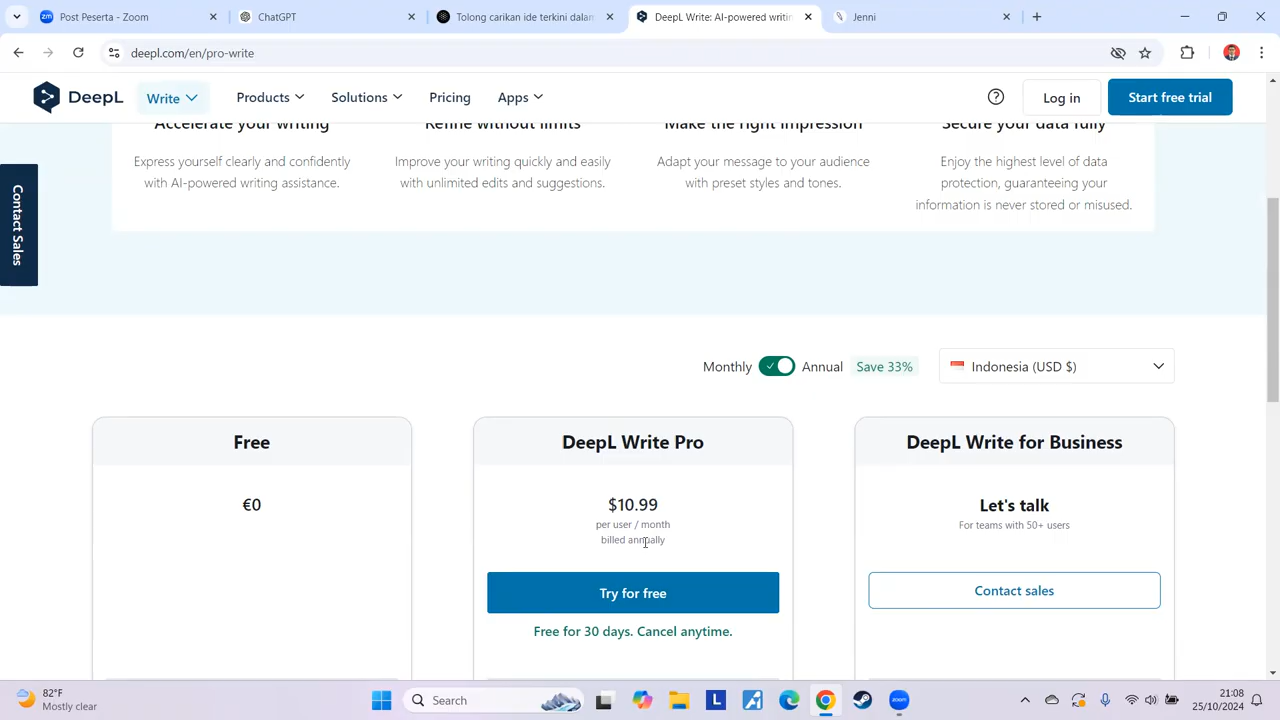 Post Peserta - Zoom
ChatGPT
Tolong carikan ide terkini dalam
DeepL Write: AI-powered writin
Jenni
deepl.com/en/pro-write
DeepL
Write
Products
Solutions
Pricing
Apps
Log in
Start free trial
Contact Sales
Accelerate your writing
Express yourself clearly and confidently
with AI-powered writing assistance.
Refine without limits
Improve your writing quickly and easily
with unlimited edits and suggestions.
Make the right impression
Adapt your message to your audience
with preset styles and tones.
Secure your data fully
Enjoy the highest level of data
protection, guaranteeing your
information is never stored or misused.
Monthly
Annual
Save 33%
Indonesia (USD $)
Free
€0
DeepL Write Pro
$10.99
per user / month
billed annually
Try for free
Free for 30 days. Cancel anytime.
DeepL Write for Business
Let's talk
For teams with 50+ users
Contact sales
82°F
Mostly clear
Search
21:08
25/10/2024